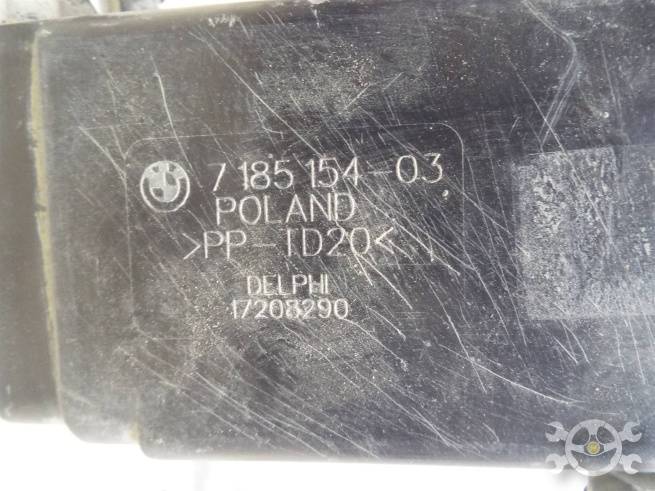 7 185 154-03
POLAND
>PP-TD20<
DELPHI
17208290